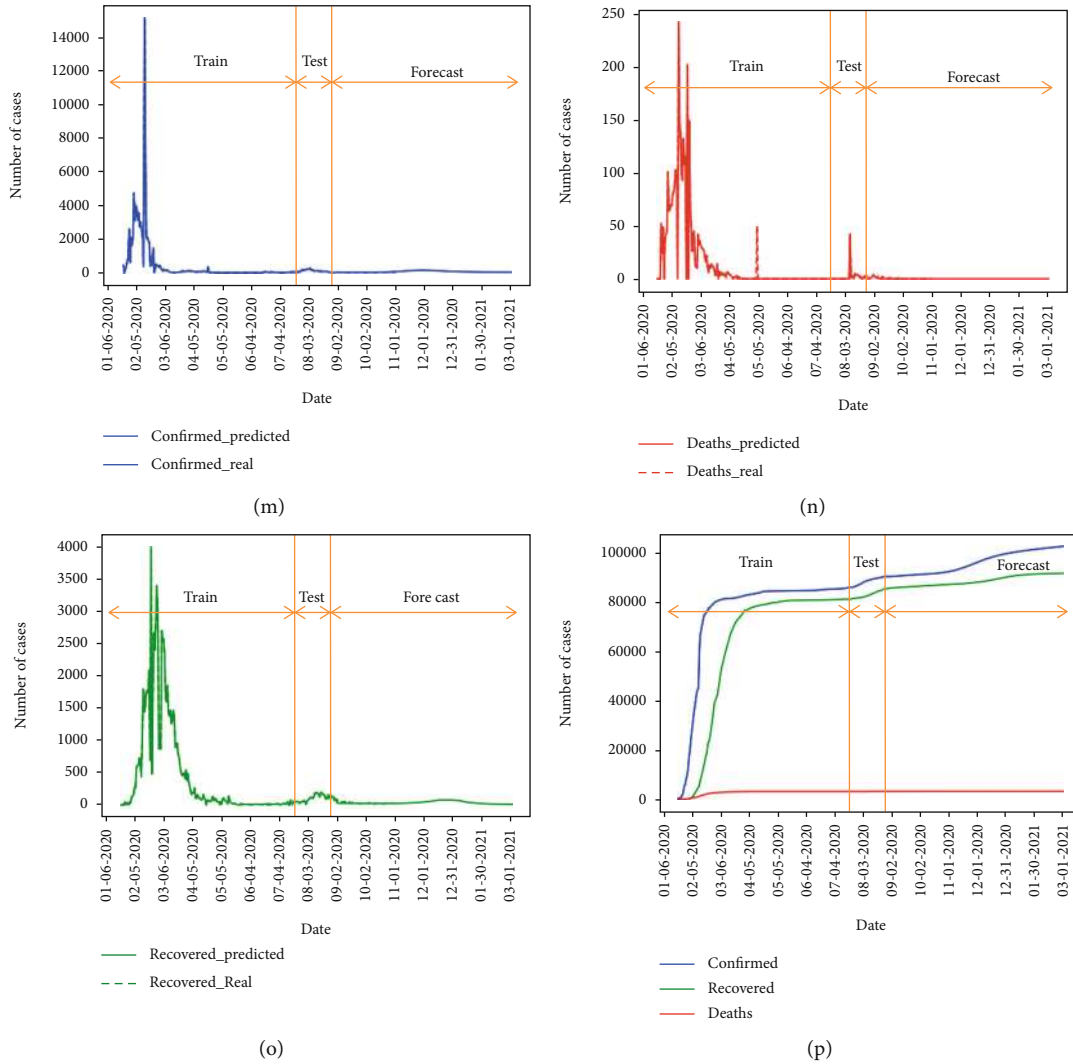 14000
12000
10000
8000
6000
4000
2000
0
Number of cases
Train
Test
Forecast
01-06-2020
02-05-2020
03-06-2020
04-05-2020
05-05-2020
06-04-2020
07-04-2020
08-03-2020
09-02-2020
10-02-2020
11-01-2020
12-01-2020
12-31-2020
01-30-2021
03-01-2021
Date
Confirmed_predicted
Confirmed_real
(m)
250
200
150
100
50
0
Number of cases
Train
Test
Forecast
01-06-2020
02-05-2020
03-06-2020
04-05-2020
05-05-2020
06-04-2020
07-04-2020
08-03-2020
09-02-2020
10-02-2020
11-01-2020
12-01-2020
12-31-2020
01-30-2021
03-01-2021
Date
Deaths_predicted
Deaths_real
(n)
4000
3500
3000
2500
2000
1500
1000
500
0
Number of cases
Train
Test
Fore cast
01-06-2020
02-05-2020
03-06-2020
04-05-2020
05-05-2020
06-04-2020
07-04-2020
08-03-2020
09-02-2020
10-02-2020
11-01-2020
12-01-2020
12-31-2020
01-30-2021
03-01-2021
Date
Recovered_predicted
Recovered_Real
(o)
100000
80000
60000
40000
20000
0
Number of cases
Train
Test
Forecast
01-06-2020
02-05-2020
03-06-2020
04-05-2020
05-05-2020
06-04-2020
07-04-2020
08-03-2020
09-02-2020
10-02-2020
11-01-2020
12-01-2020
12-31-2020
01-30-2021
03-01-2021
Date
Confirmed
Recovered
Deaths
(p)